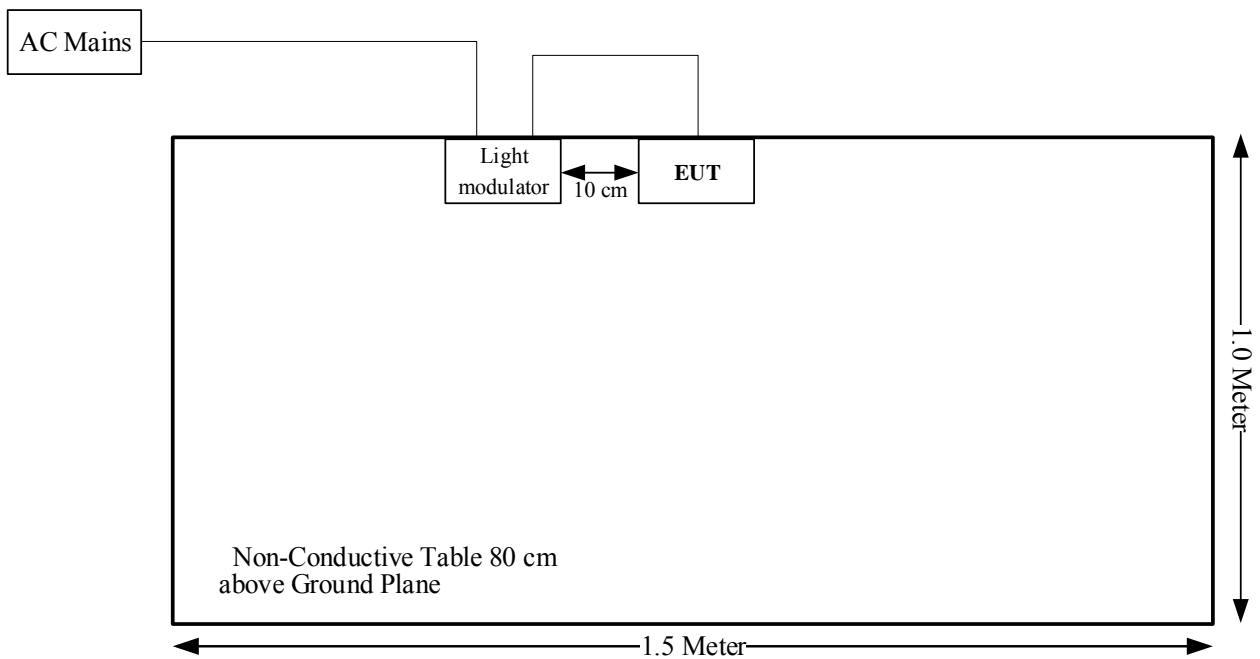 AC Mains
Light
modulator
10 cm
EUT
1.0 Meter
Non-Conductive Table 80 cm
above Ground Plane
1.5 Meter